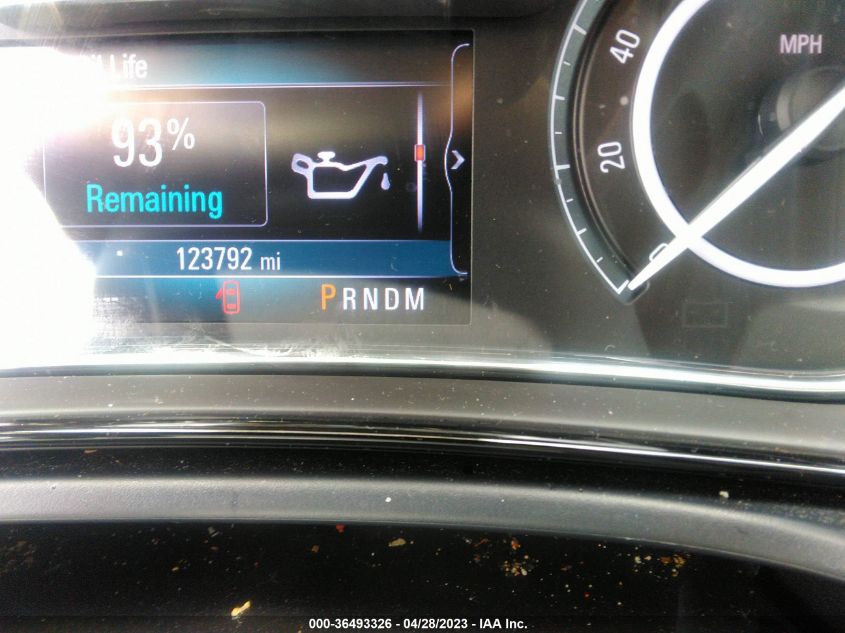 Life
40
MPH
93%
20
Remaining
0
123792 mi
PRNDM
000-36493326 - 04/28/2023 - IAA Inc.